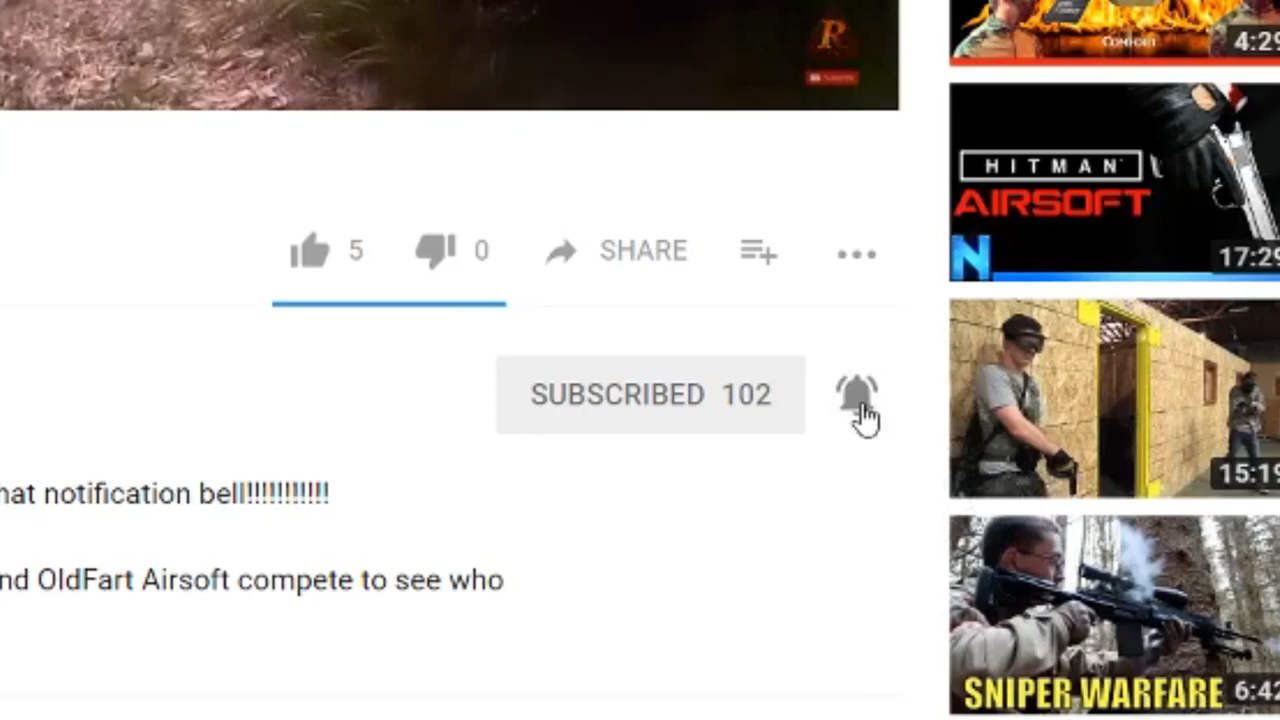 R
COMFORT
4:29
HITMAN
AIRSOFT
N
17:29
5 0 SHARE
SUBSCRIBED 102
hat notification bell!!!!!!!!!!!!
nd OldFart Airsoft compete to see who
15:19
SNIPER WARFARE 6:42